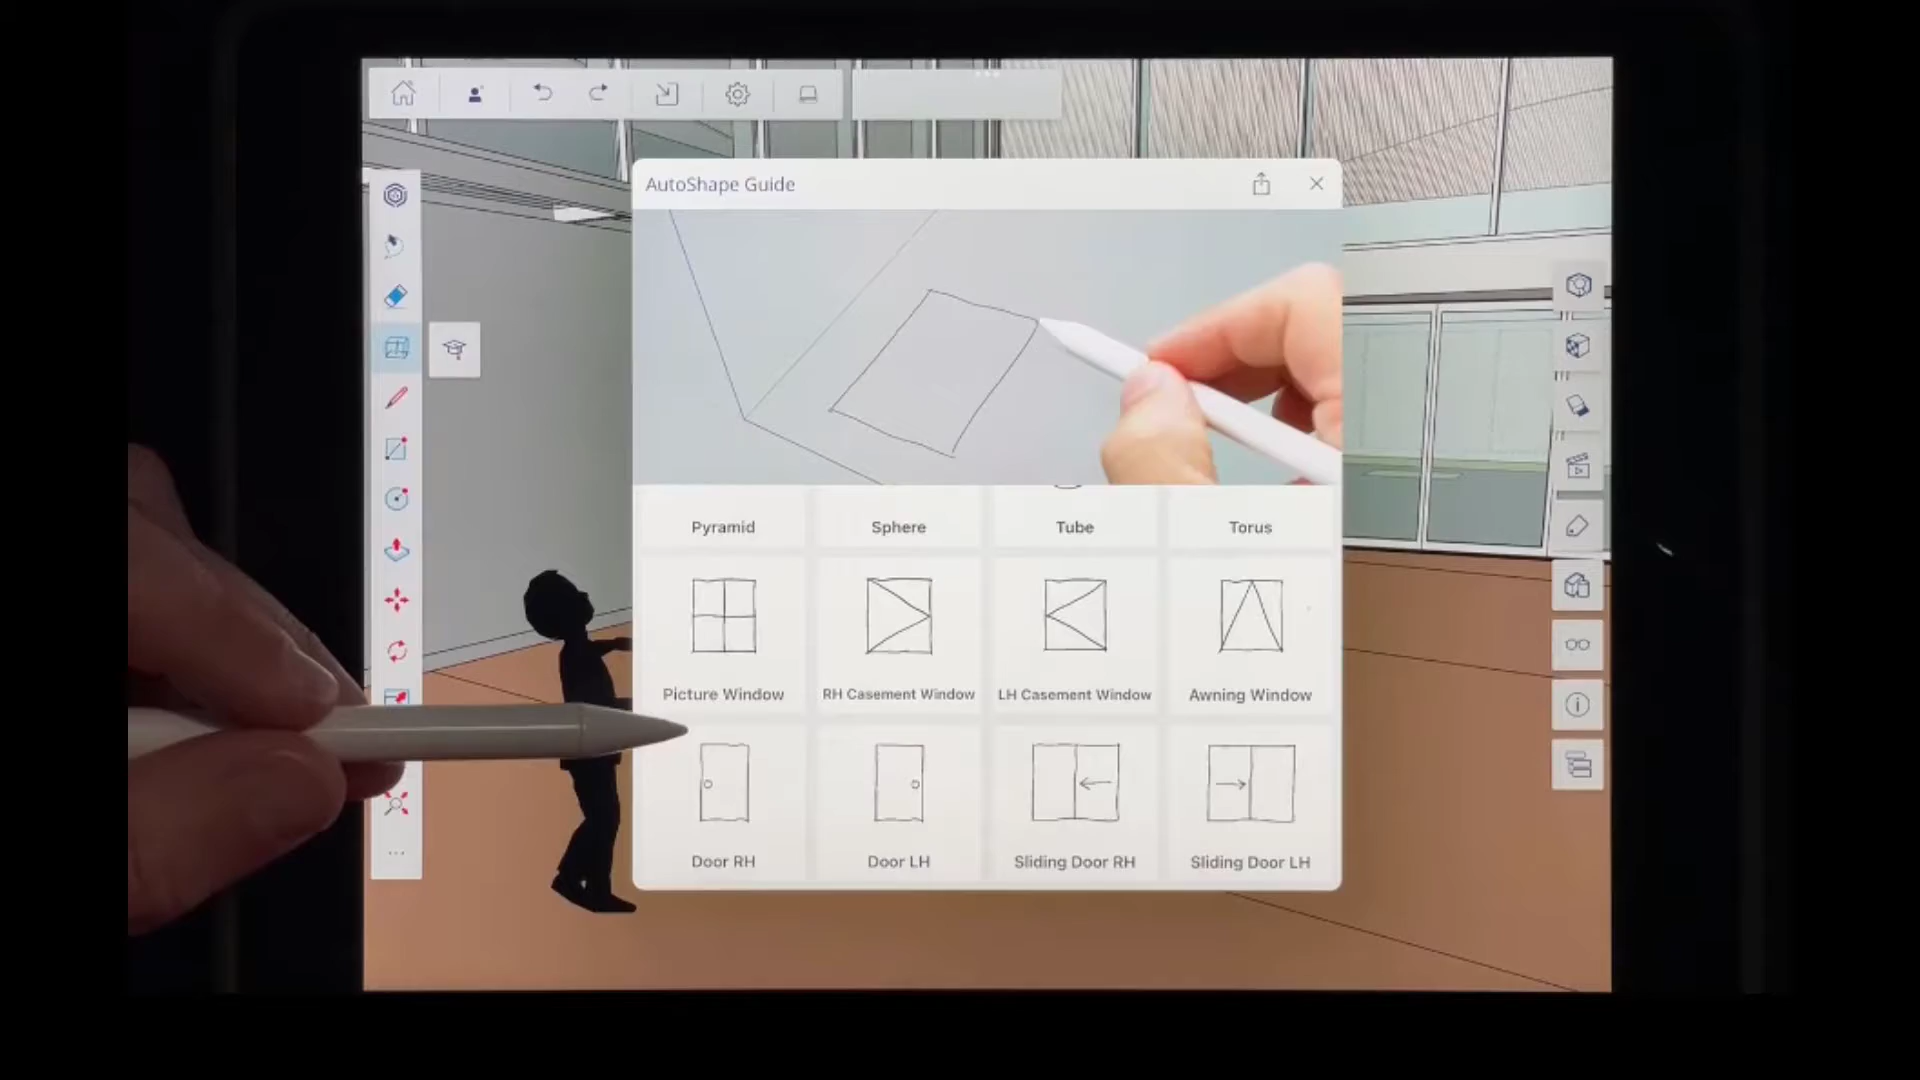 AutoShape Guide
Pyramid
Sphere
Tube
Torus
Picture Window
RH Casement Window
LH Casement Window
Awning Window
Door RH
Door LH
Sliding Door RH
Sliding Door LH